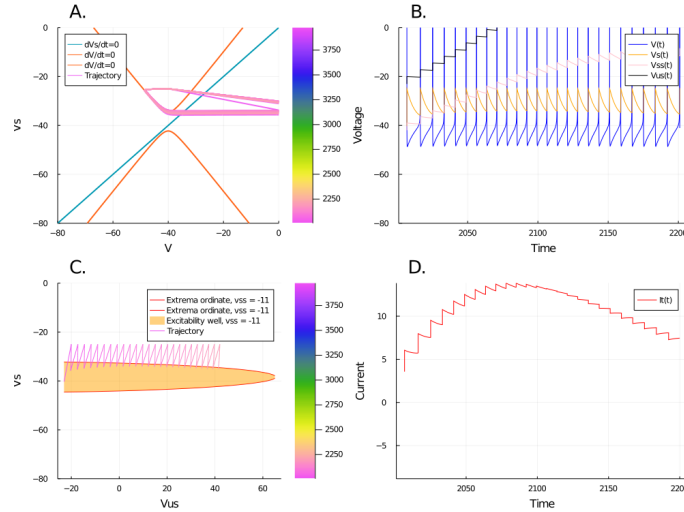 A.
0
-20
-40
-60
-80
vs
-80
-60
-40
-20
0
V
dVs/dt=0
dV/dt=0
dV/dt=0
Trajectory
3750
3500
3250
3000
2750
2500
2250
B.
0
-20
-40
-60
-80
Voltage
2050
2100
2150
2200
Time
V(t)
Vs(t)
Vss(t)
Vus(t)
C.
0
-20
-40
-60
-80
vs
-20
0
20
40
60
Vus
Extrema ordinate, vss = -11
Extrema ordinate, vss = -11
Excitability well, vss = -11
Trajectory
3750
3500
3250
3000
2750
2500
2250
D.
10
5
0
-5
Current
2050
2100
2150
Time
It(t)